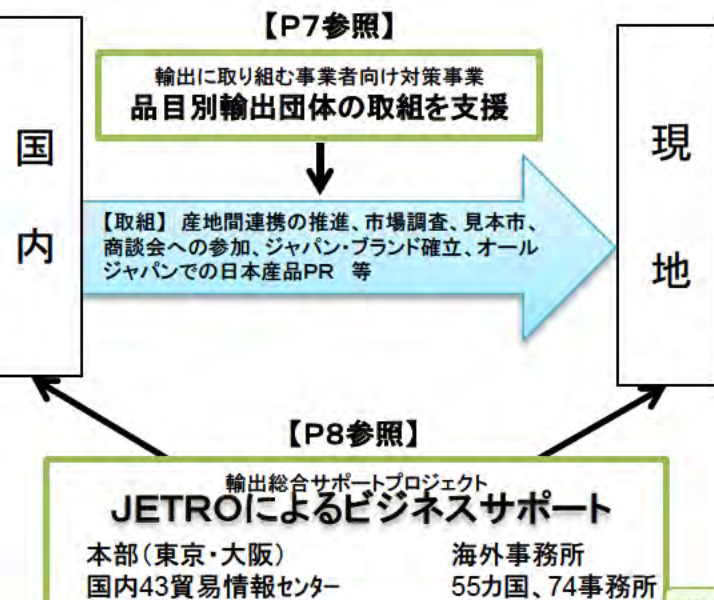 【P7参照】
輸出に取り組む事業者向け対策事業
品目別輸出団体の取組を支援
国内
現地
【取組】 産地間連携の推進、市場調査、見本市、
商談会への参加、ジャパン・ブランド確立、オール
ジャパンでの日本産品PR 等
【P8参照】
輸出総合サポートプロジェクト
JETROによるビジネスサポート
本部(東京・大阪)
国内43貿易情報センター
海外事務所
55カ国、74事務所